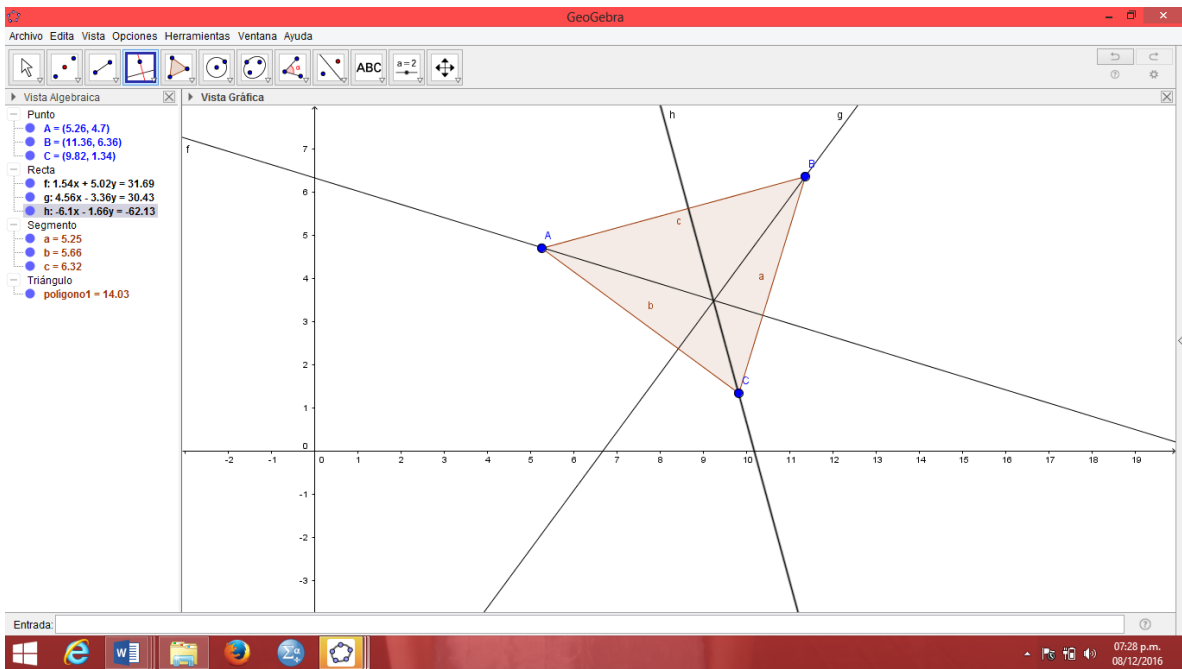 GeoGebra
Archivo Edita Vista Opciones Herramientas Ventana Ayuda
ABC
a = 2
Vista Algebraica
Vista Gráfica
Punto
A = (5.26, 4.7)
B = (11.36, 6.36)
C = (9.82, 1.34)
Recta
f: 1.54x + 5.02y = 31.69
g: 4.56x - 3.36y = 30.43
h: -6.1x - 1.66y = -62.13
Segmento
a = 5.25
b = 5.66
c = 6.32
Triángulo
polígono1 = 14.03
f
h
g
B
A
c
a
b
C
7
6
5
4
3
2
1
0
-1
-2
-3
-2 -1 0 1 2 3 4 5 6 7 8 9 10 11 12 13 14 15 16 17 18 19
Entrada:
07:28 p.m.
08/12/2016